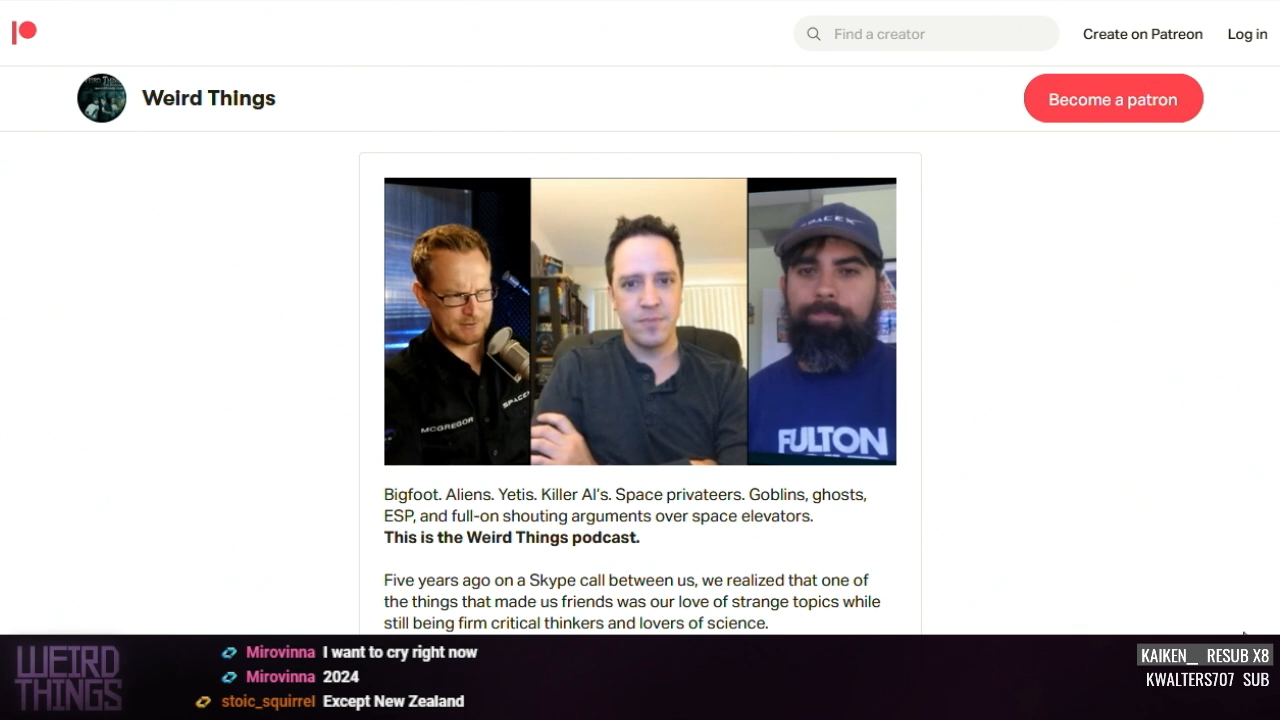 Find a creator
Create on Patreon
Log in
Weird Things
Become a patron
SPACEX
MCGREGOR
SPACEX
FULTON
Bigfoot. Aliens. Yetis. Killer AI's. Space privateers. Goblins, ghosts,
ESP, and full-on shouting arguments over space elevators.
This is the Weird Things podcast.
Five years ago on a Skype call between us, we realized that one of
the things that made us friends was our love of strange topics while
still being firm critical thinkers and lovers of science.
WEIRD
THINGS
Mirovinna I want to cry right now
Mirovinna 2024
stoic_squirrel Except New Zealand
KAIKEN__ RESUB X8
KWALTERS707 SUB